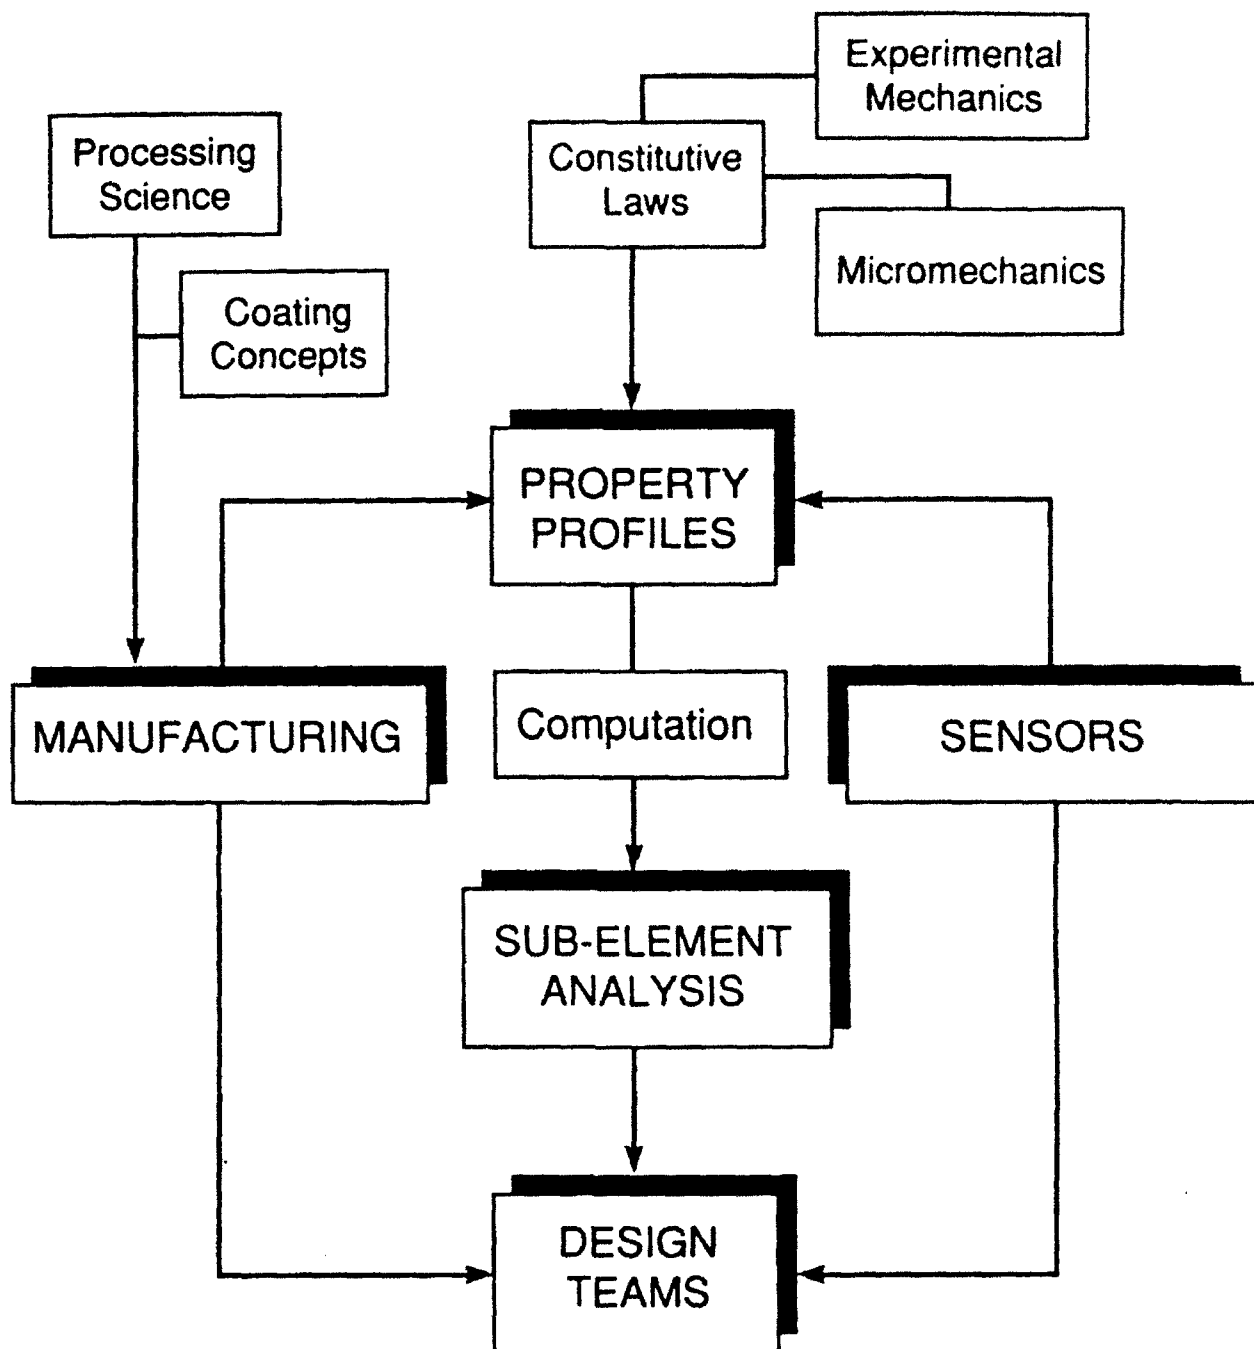 Experimental
Mechanics
Processing
Science
Constitutive
Laws
Micromechanics
Coating
Concepts
PROPERTY
PROFILES
MANUFACTURING
Computation
SENSORS
SUB-ELEMENT
ANALYSIS
DESIGN
TEAMS